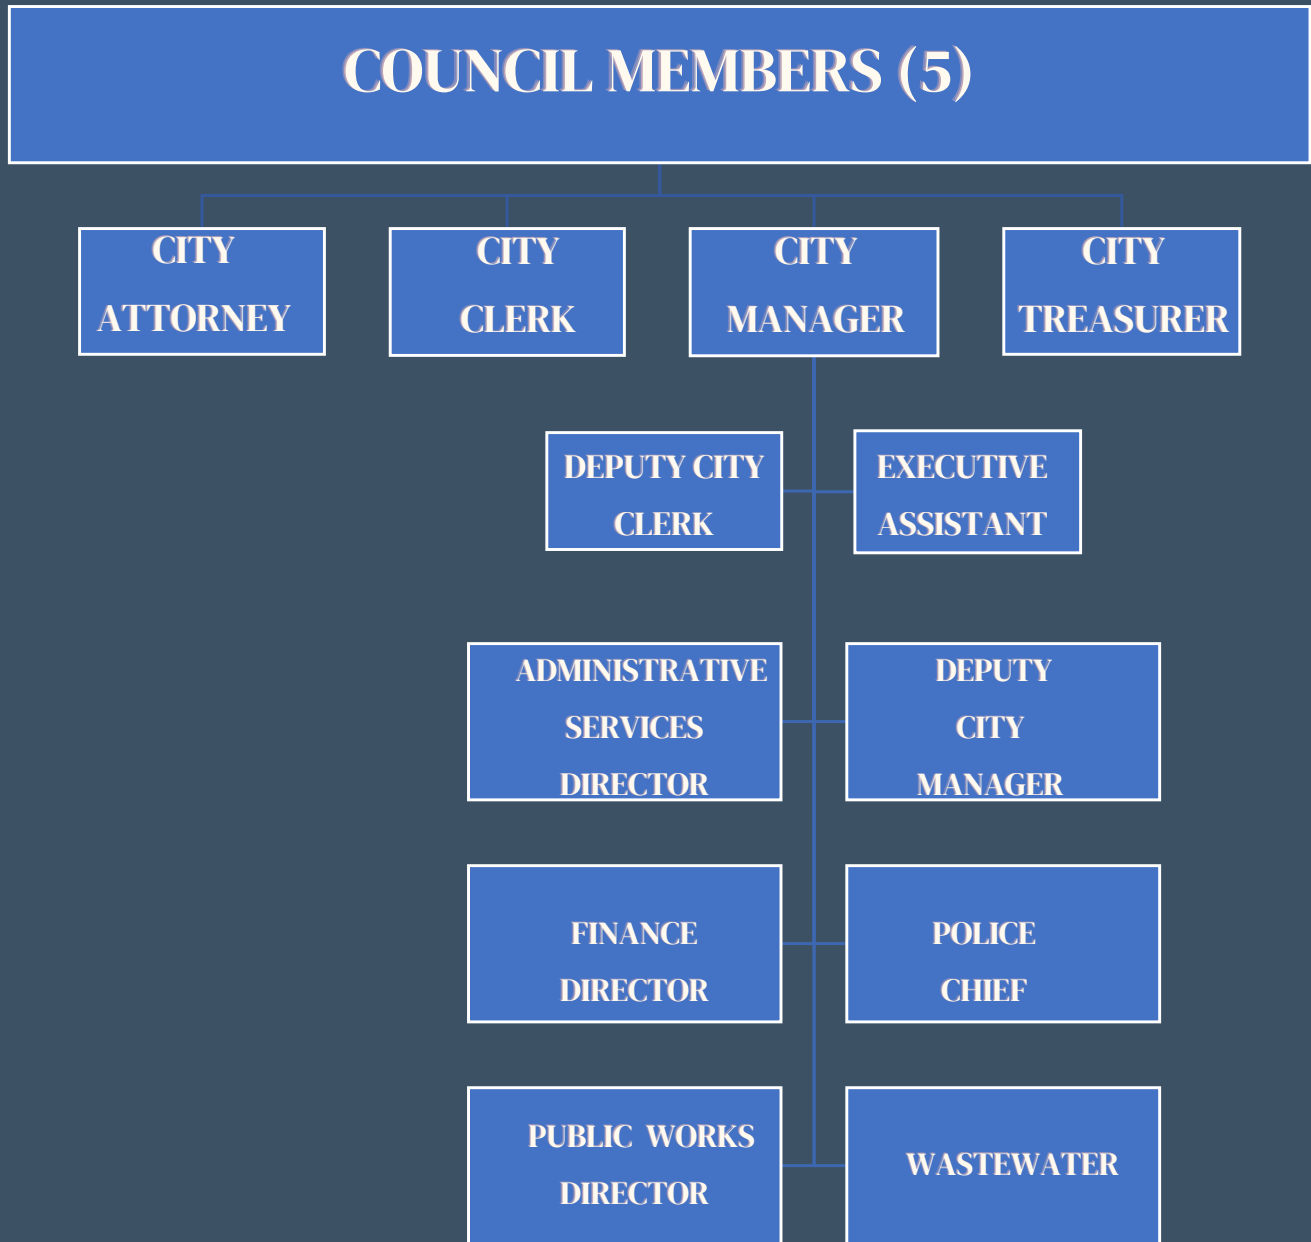 COUNCIL MEMBERS (5)
CITY
ATTORNEY
CITY
CLERK
CITY
MANAGER
CITY
TREASURER
DEPUTY CITY
CLERK
EXECUTIVE
ASSISTANT
ADMINISTRATIVE
SERVICES
DIRECTOR
DEPUTY
CITY
MANAGER
FINANCE
DIRECTOR
POLICE
CHIEF
PUBLIC WORKS
DIRECTOR
WASTEWATER